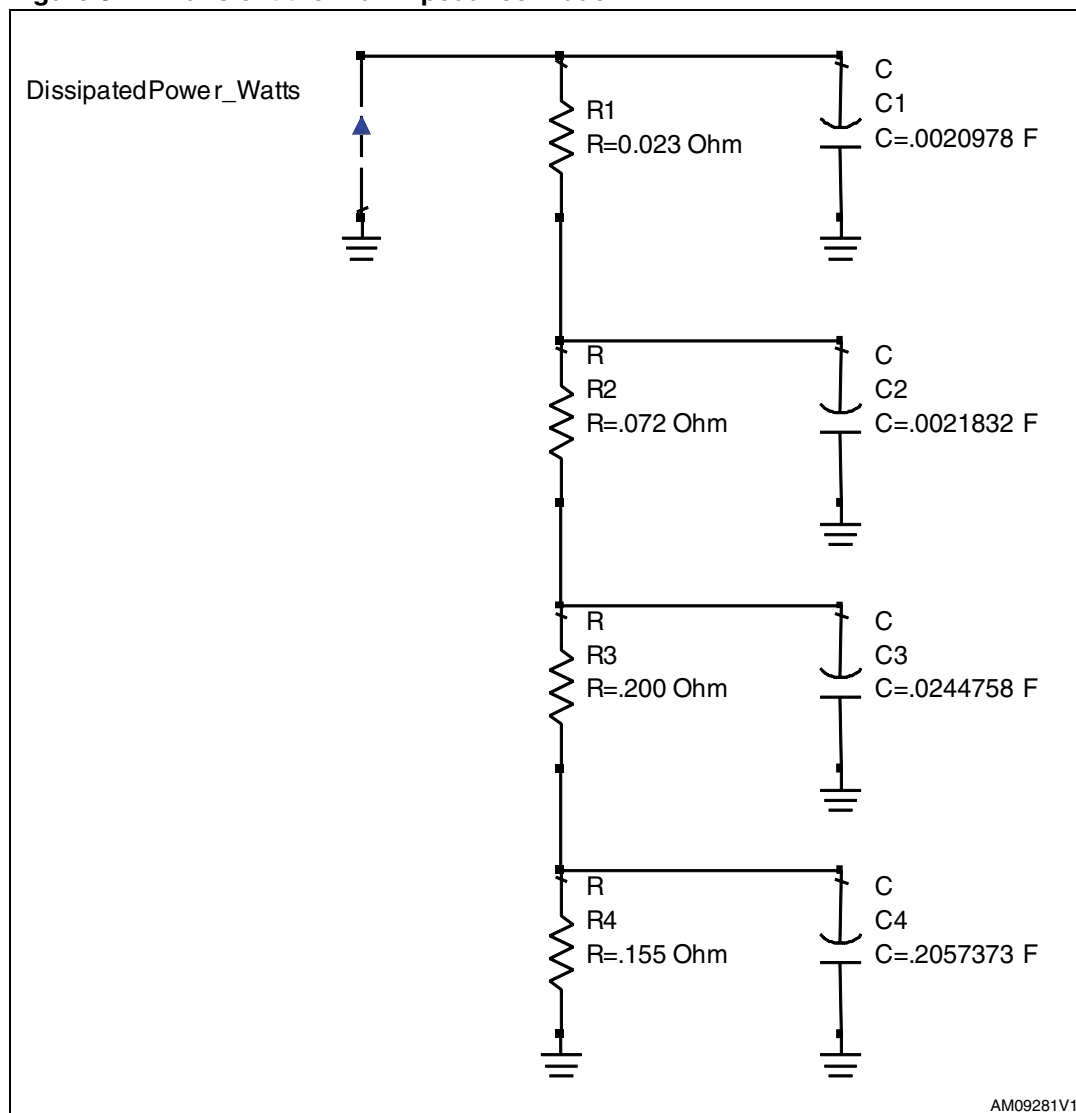 DissipatedPower_Watts
R1
R=0.023 Ohm
C
C1
C=.0020978 F
R
R2
R=.072 Ohm
C
C2
C=.0021832 F
R
R3
R=.200 Ohm
C
C3
C=.0244758 F
R
R4
R=.155 Ohm
C
C4
C=.2057373 F
AM09281V1